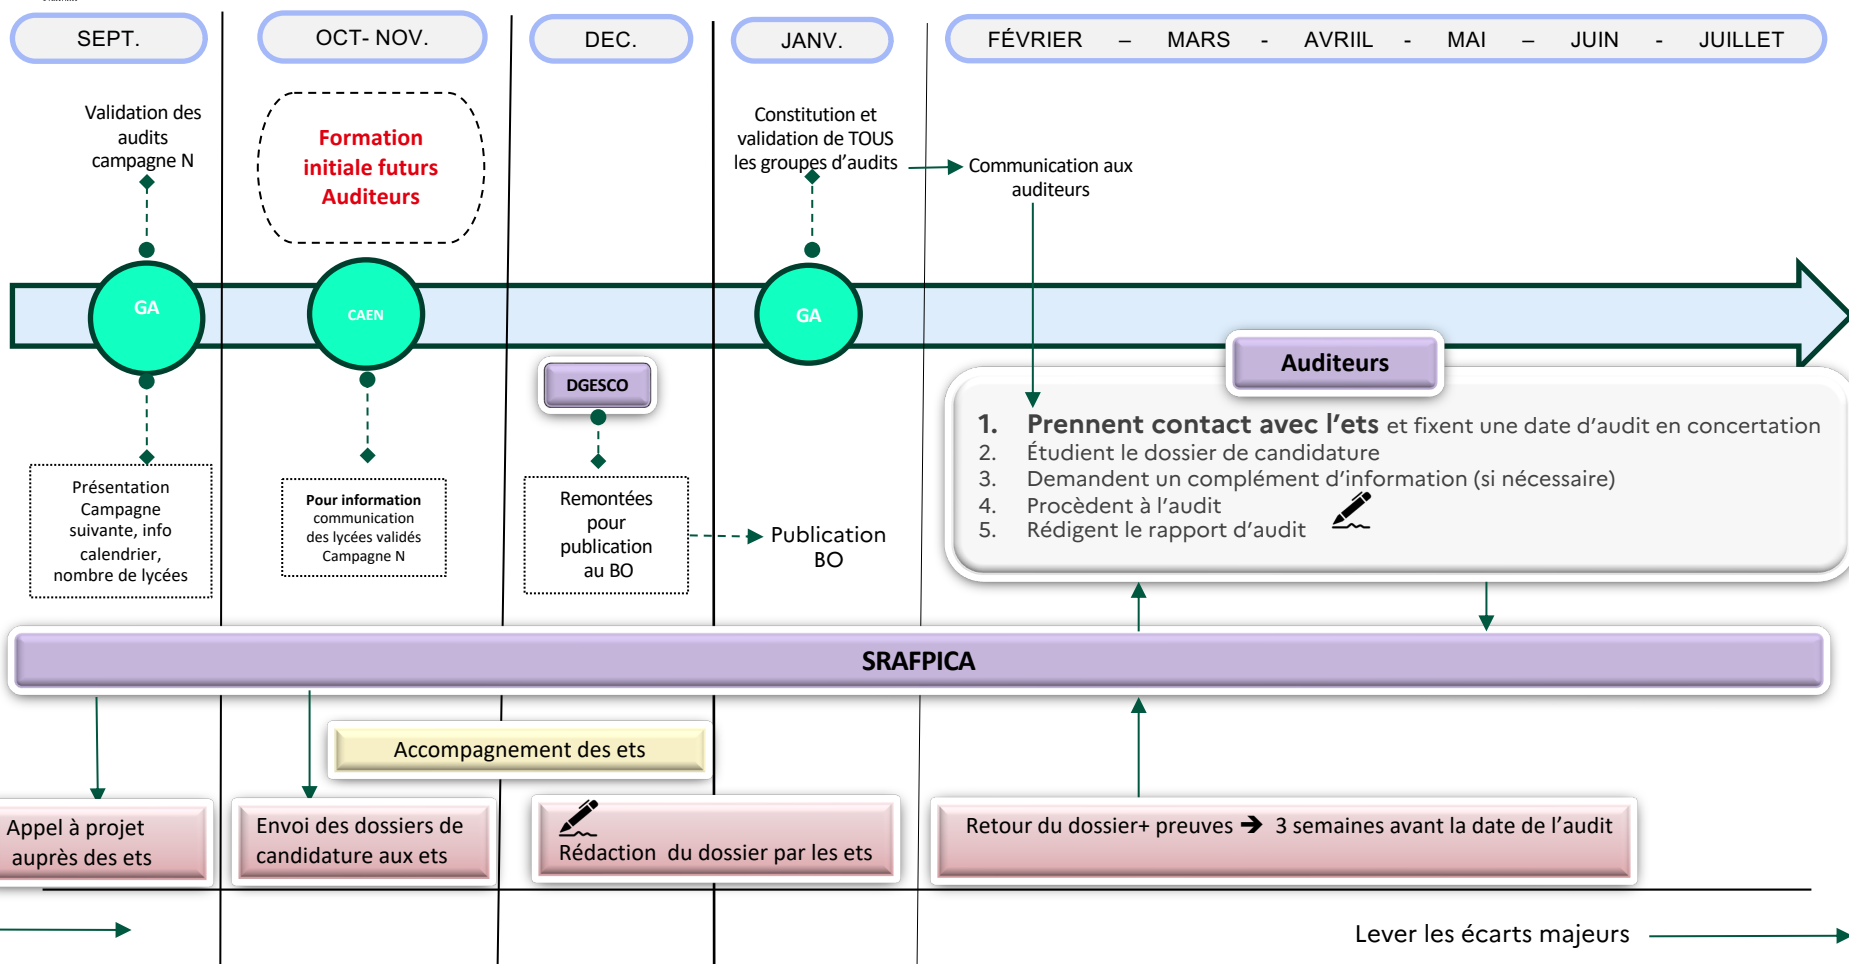 SEPT.
OCT- NOV.
DEC.
JANV.
FÉVRIER – MARS - AVRIIL - MAI – JUIN - JUILLET
Validation des
audits
campagne N
Formation
initiale futurs
Auditeurs
Constitution et
validation de TOUS
les groupes d’audits
Communication aux
auditeurs
GA
CAEN
GA
DGESCO
Auditeurs
1. Prennent contact avec l’ets et fixent une date d’audit en concertation
2. Étudient le dossier de candidature
3. Demandent un complément d’information (si nécessaire)
4. Procèdent à l’audit
5. Rédigent le rapport d’audit
Présentation
Campagne
suivante, info
calendrier,
nombre de lycées
Pour information
communication
des lycées validés
Campagne N
Remontées
pour
publication
au BO
Publication
BO
SRAFPICA
Accompagnement des ets
Appel à projet
auprès des ets
Envoi des dossiers de
candidature aux ets
Rédaction du dossier par les ets
Retour du dossier+ preuves ➔ 3 semaines avant la date de l’audit
Lever les écarts majeurs